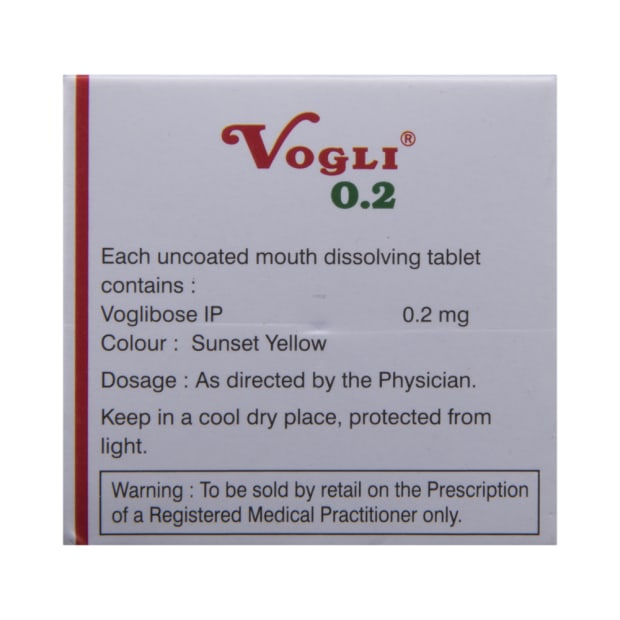 VOGLI®
0.2
Each uncoated mouth dissolving tablet
contains :
Voglibose IP 0.2 mg
Colour : Sunset Yellow
Dosage : As directed by the Physician.
Keep in a cool dry place, protected from
light.
Warning : To be sold by retail on the Prescription
of a Registered Medical Practitioner only.